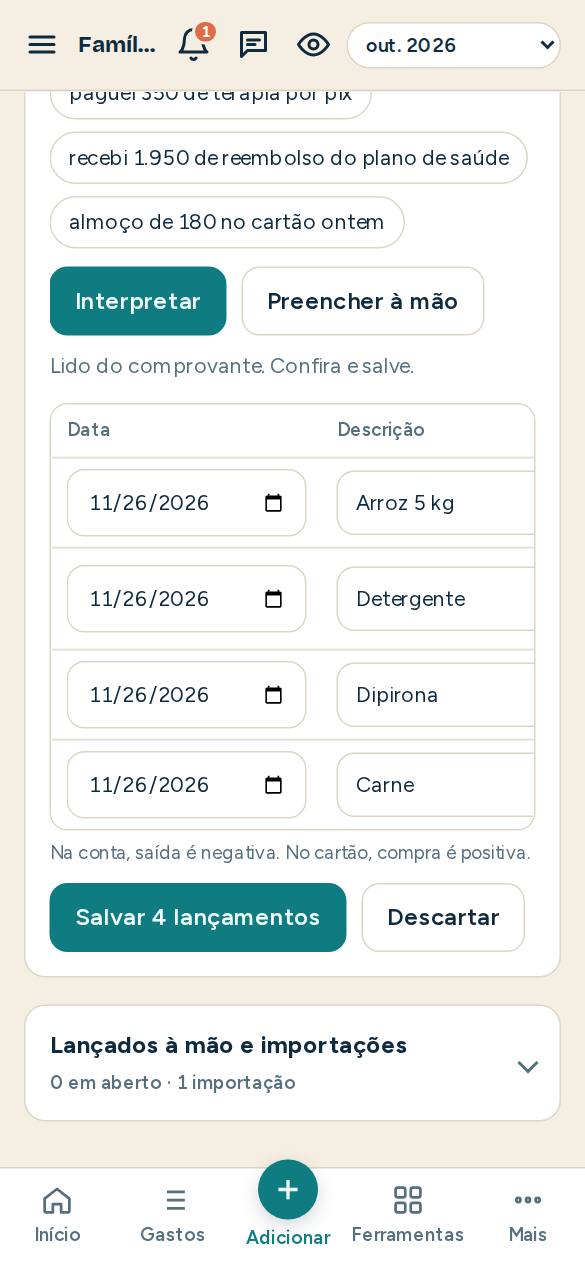 Famíl...
1
out. 2026
paguei 350 de terapia por pix
recebi 1.950 de reembolso do plano de saúde
almoço de 180 no cartão ontem
Interpretar
Preencher à mão
Lido do comprovante. Confira e salve.
Data
Descrição
11/26/2026
Arroz 5 kg
11/26/2026
Detergente
11/26/2026
Dipirona
11/26/2026
Carne
Na conta, saída é negativa. No cartão, compra é positiva.
Salvar 4 lançamentos
Descartar
Lançados à mão e importações
0 em aberto · 1 importação
Início
Gastos
Adicionar
Ferramentas
Mais